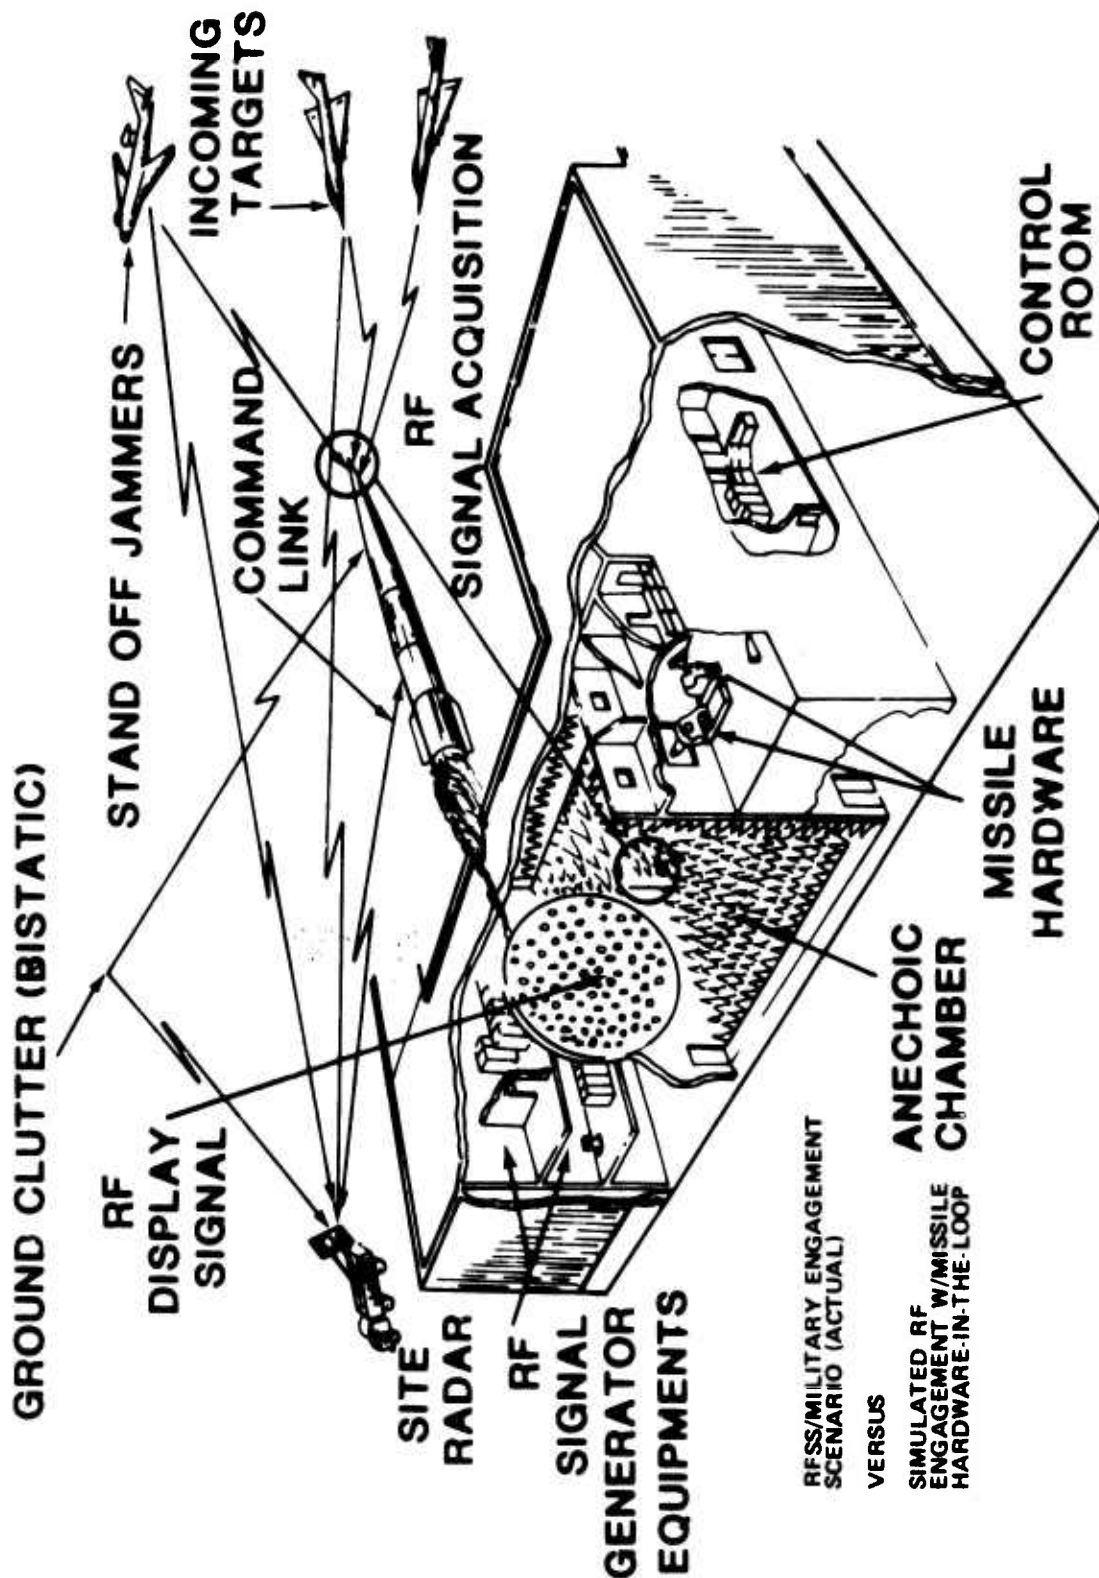 GROUND CLUTTER (BISTATIC)
STAND OFF JAMMERS
INCOMING
TARGETS
RF
DISPLAY
SIGNAL
COMMAND
LINK
RF
SIGNAL ACQUISITION
SITE
RADAR
RF
SIGNAL
GENERATOR
EQUIPMENTS
CONTROL
ROOM
MISSILE
HARDWARE
ANECHOIC
CHAMBER
RFSS/MILITARY ENGAGEMENT
SCENARIO (ACTUAL)
VERSUS
SIMULATED RF
ENGAGEMENT W/MISSILE
HARDWARE-IN-THE-LOOP